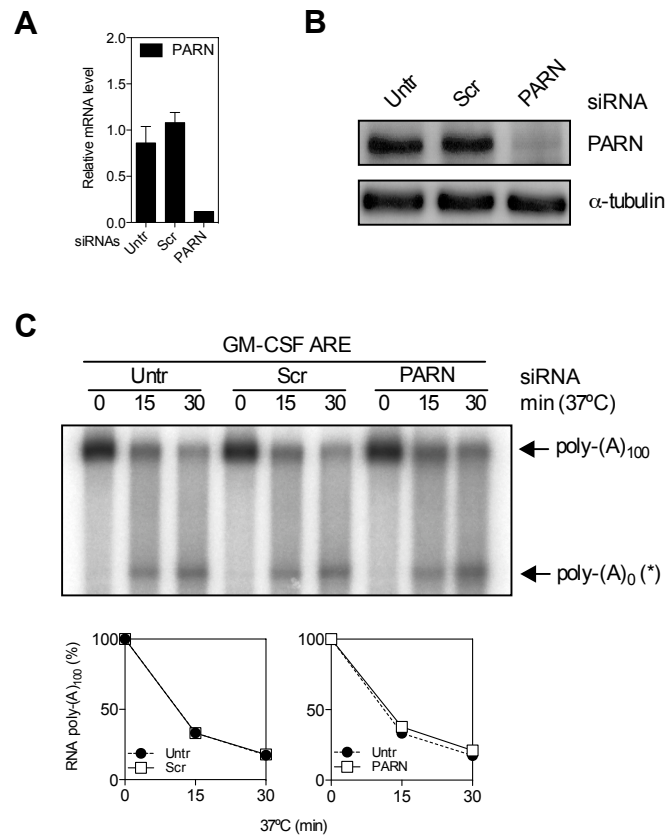 A
Relative mRNA level
2.0
1.5
1.0
0.5
0.0
PARN
siRNAs
Untr
Scr
PARN
B
Untr Scr PARN siRNA
PARN
α-tubulin
C
GM-CSF ARE
Untr Scr PARN siRNA
0 15 30 0 15 30 0 15 30 min (37ºC)
poly-(A)100
poly-(A)0 (*)
RNA poly-(A)100 (%)
100
50
0
Untr
Scr
0 15 30
100
50
0
Untr
PARN
0 15 30
37ºC (min)